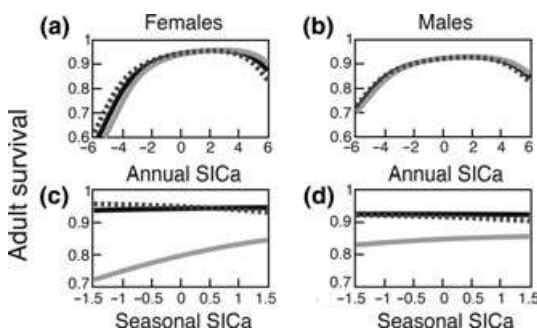 Females
Males
(a)
(b)
1
0.9
0.8
0.7
0.6
1
0.9
0.8
0.7
0.6
−6 −4 −2 0 2 4 6
−6 −4 −2 0 2 4 6
Annual SICa
Annual SICa
Adult survival
(c)
(d)
1
0.9
0.8
0.7
1
0.9
0.8
0.7
−1.5 −1 −0.5 0 0.5 1 1.5
−1.5 −1 −0.5 0 0.5 1 1.5
Seasonal SICa
Seasonal SICa